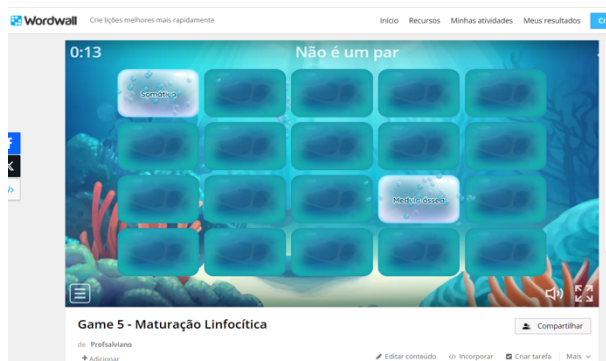 Wordwall Crie lições melhores mais rapidamente Início Recursos Minhas atividades Meus resultados
0:13 Não é um par
Somática
Medula óssea
Game 5 - Maturação Linfocítica
Compartilhar
de Profsalviano
Adicionar
Editar conteúdo Incorporar Criar tarefa Mais